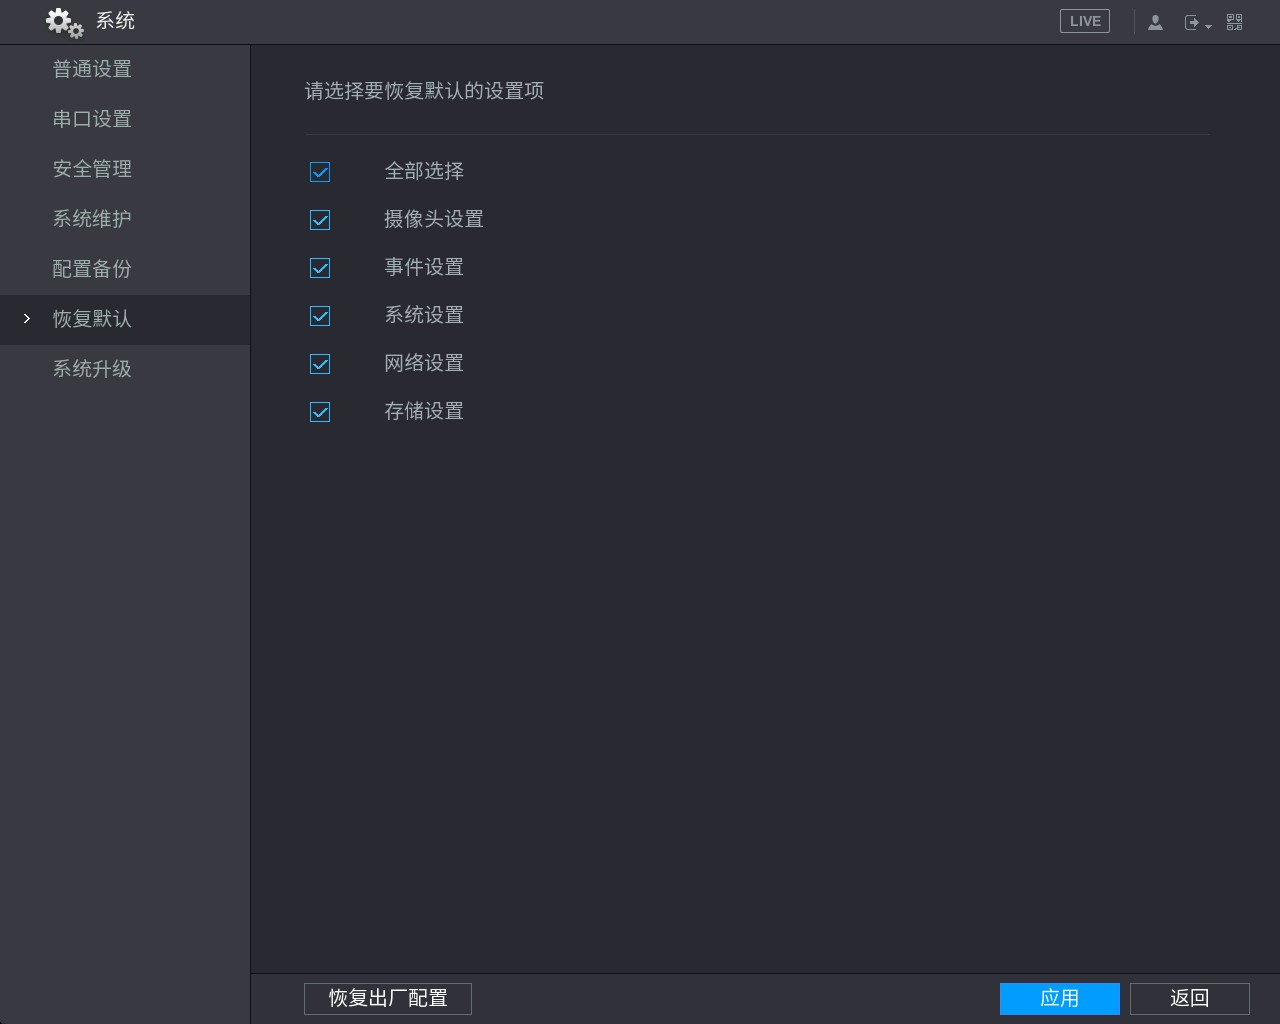 系统
LIVE
普通设置
串口设置
安全管理
系统维护
配置备份
恢复默认
系统升级
请选择要恢复默认的设置项
全部选择
摄像头设置
事件设置
系统设置
网络设置
存储设置
恢复出厂配置
应用
返回